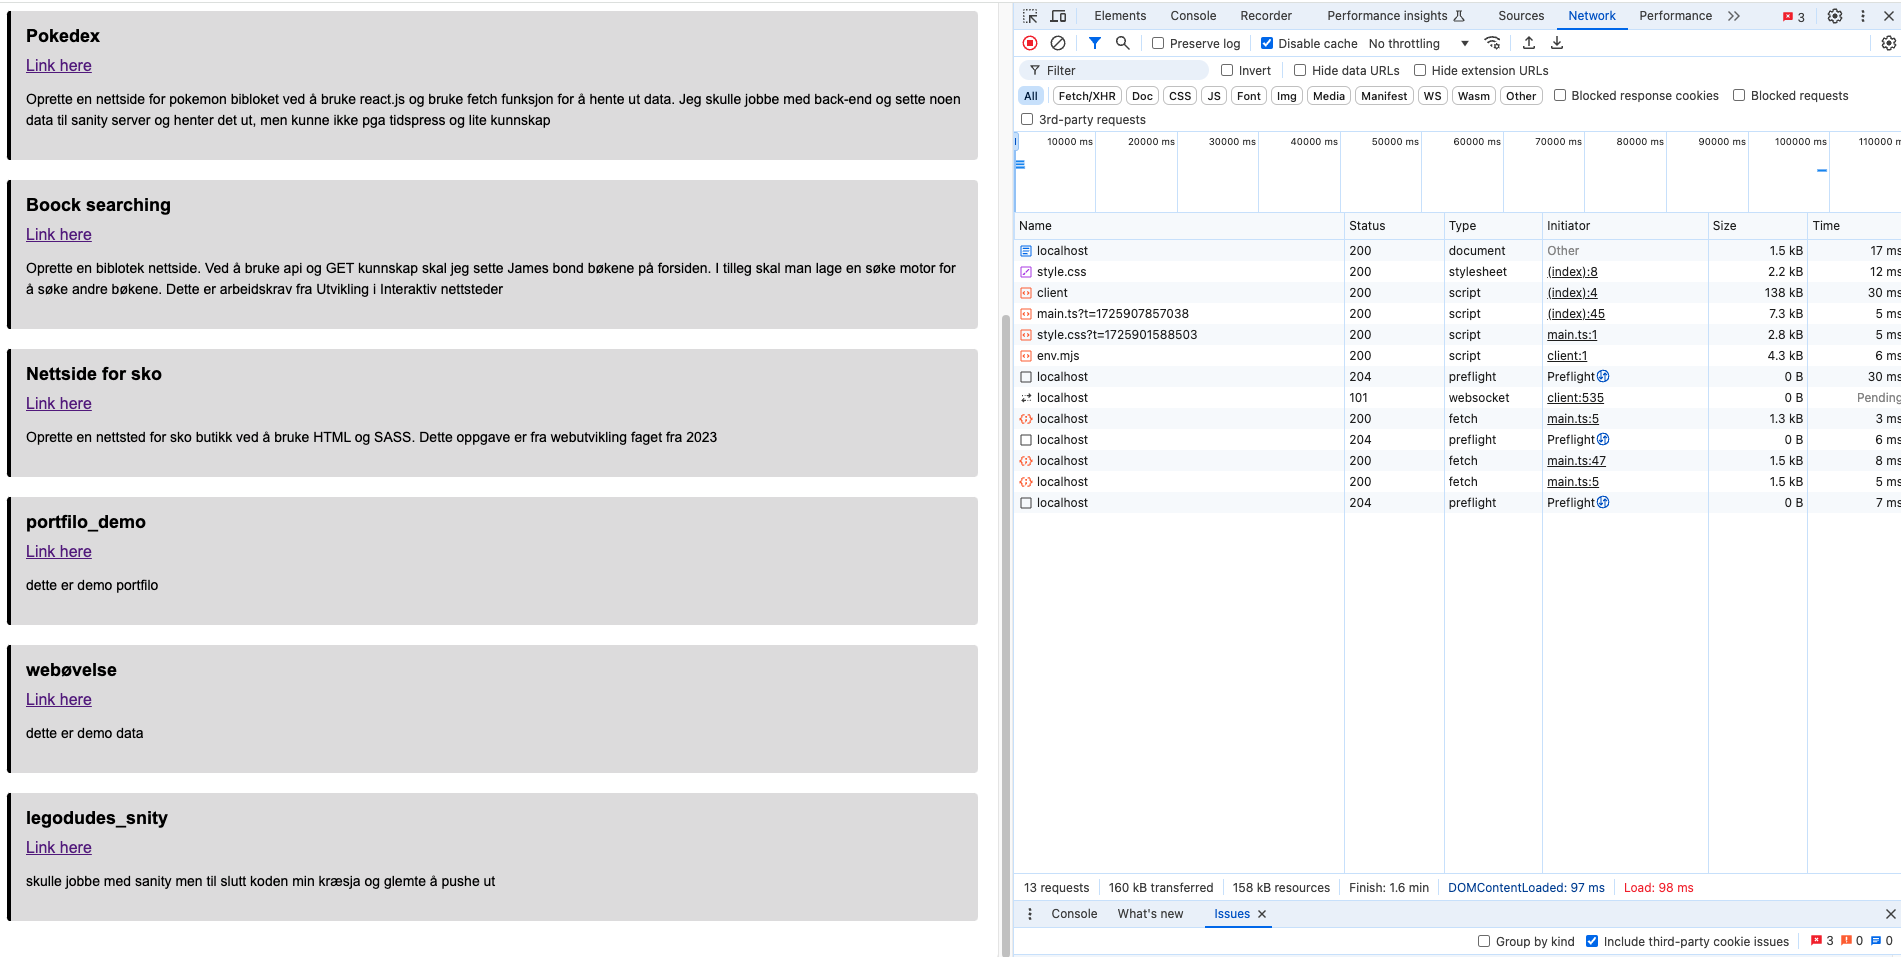 Pokedex
Link here
Oprette en nettside for pokemon bibloket ved å bruke react.js og bruke fetch funksjon for å hente ut data. Jeg skulle jobbe med back-end og sette noen
data til sanity server og henter det ut, men kunne ikke pga tidspress og lite kunnskap
Boock searching
Link here
Oprette en biblotek nettside. Ved å bruke api og GET kunnskap skal jeg sette James bond bøkene på forsiden. I tilleg skal man lage en søke motor for
å søke andre bøkene. Dette er arbeidskrav fra Utvikling i Interaktiv nettsteder
Nettside for sko
Link here
Oprette en nettsted for sko butikk ved å bruke HTML og SASS. Dette oppgave er fra webutvikling faget fra 2023
portfilo_demo
Link here
dette er demo portfilo
webøvelse
Link here
dette er demo data
legodudes_snity
Link here
skulle jobbe med sanity men til slutt koden min kræsja og glemte å pushe ut
Elements Console Recorder Performance insights Sources Network Performance 3
Preserve log Disable cache No throttling
Filter Invert Hide data URLs Hide extension URLs
All Fetch/XHR Doc CSS JS Font Img Media Manifest WS Wasm Other Blocked response cookies Blocked requests
3rd-party requests
10000 ms 20000 ms 30000 ms 40000 ms 50000 ms 60000 ms 70000 ms 80000 ms 90000 ms 100000 ms 110000 m
Name Status Type Initiator Size Time
localhost 200 document Other 1.5 kB 17 ms
style.css 200 stylesheet (index):8 2.2 kB 12 ms
client 200 script (index):4 138 kB 30 ms
main.ts?t=1725907857038 200 script (index):45 7.3 kB 5 ms
style.css?t=1725901588503 200 script main.ts:1 2.8 kB 5 ms
env.mjs 200 script client:1 4.3 kB 6 ms
localhost 204 preflight Preflight 0 B 30 ms
localhost 101 websocket client:535 0 B Pending
localhost 200 fetch main.ts:5 1.3 kB 3 ms
localhost 204 preflight Preflight 0 B 6 ms
localhost 200 fetch main.ts:47 1.5 kB 8 ms
localhost 200 fetch main.ts:5 1.5 kB 5 ms
localhost 204 preflight Preflight 0 B 7 ms
13 requests 160 kB transferred 158 kB resources Finish: 1.6 min DOMContentLoaded: 97 ms Load: 98 ms
Console What's new Issues
Group by kind Include third-party cookie issues 3 0 0